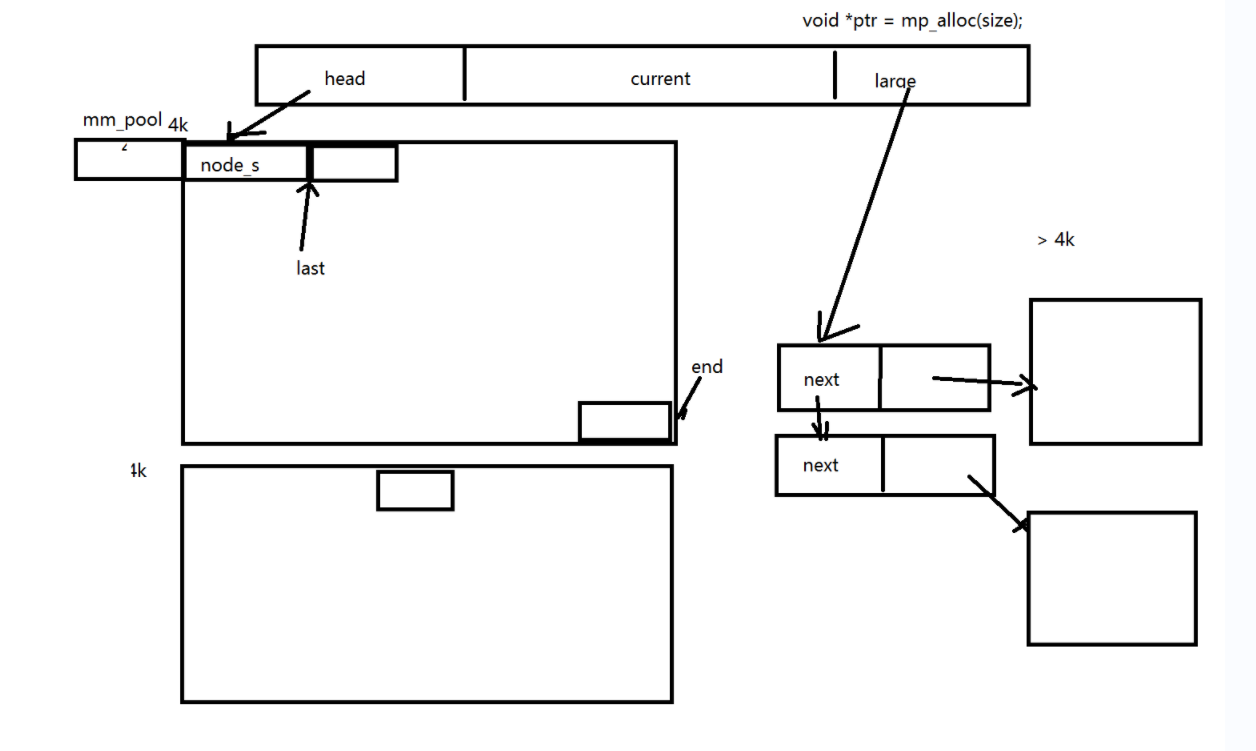 void *ptr = mp_alloc(size);
head
current
large
mm_pool
4k
node_s
last
> 4k
end
next
4k
next